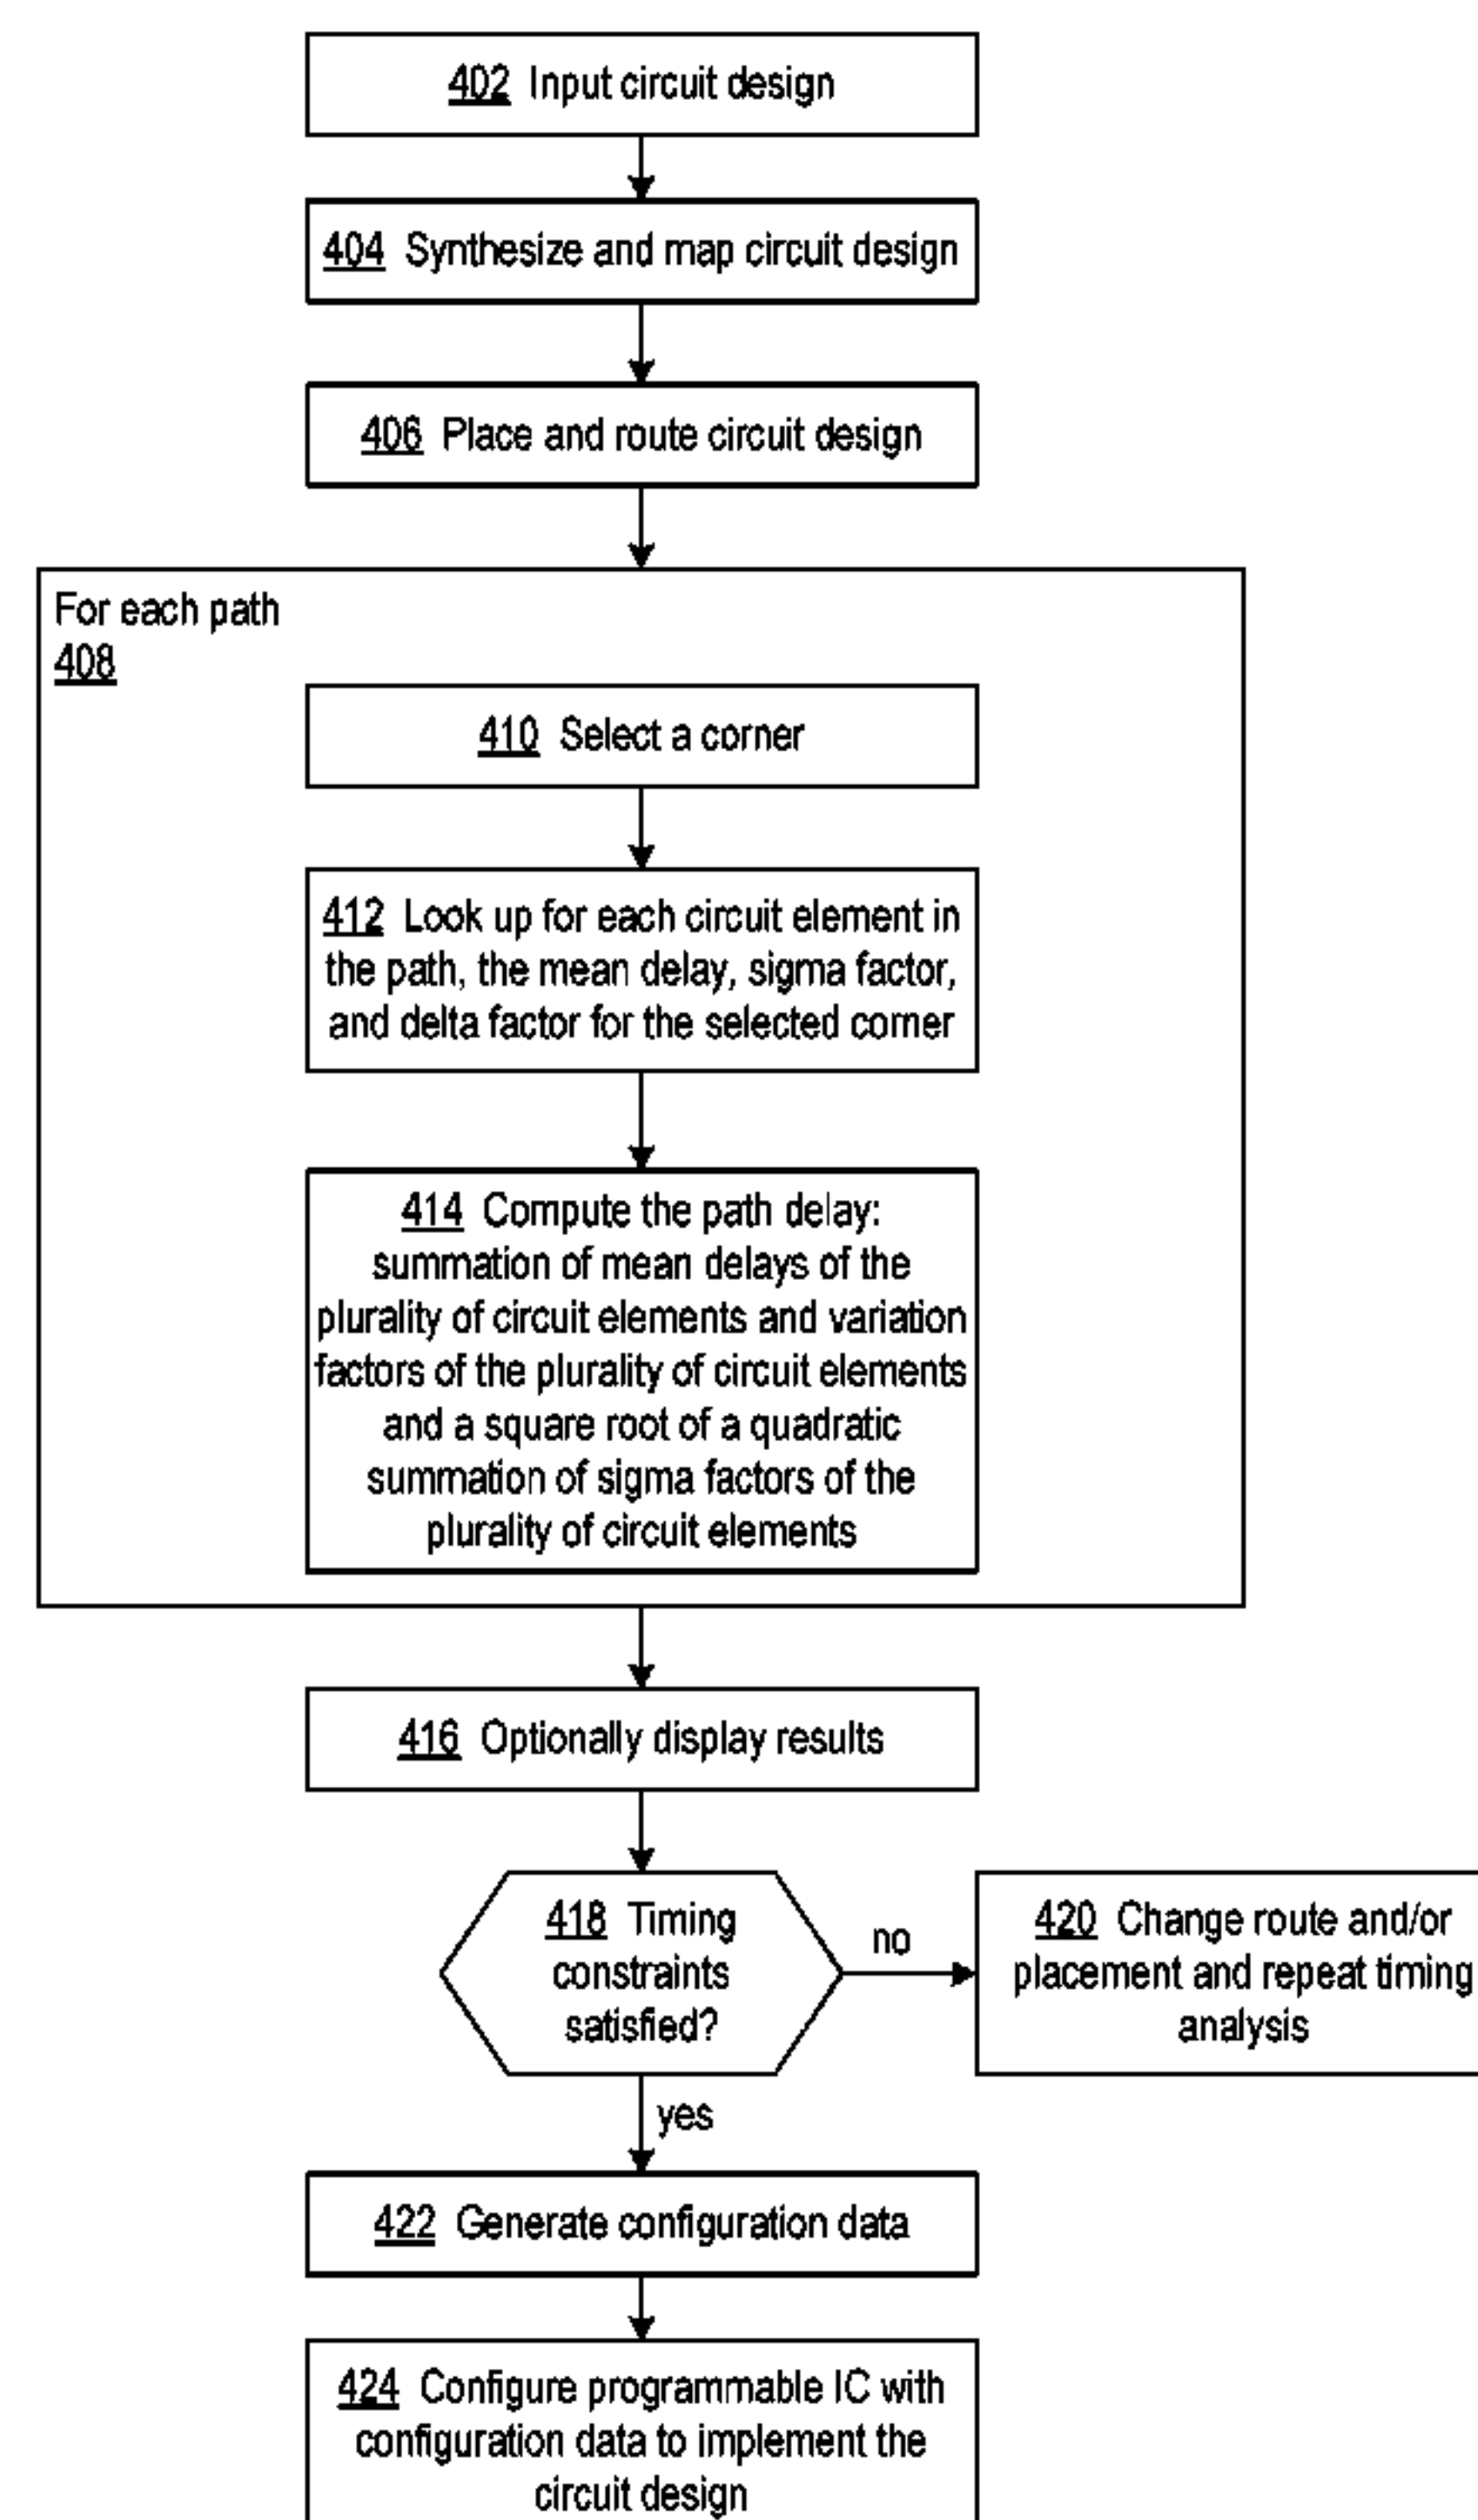 402 Input circuit design
404 Synthesize and map circuit design
406 Place and route circuit design
For each path
408
410 Select a corner
412 Look up for each circuit element in
the path, the mean delay, sigma factor,
and delta factor for the selected corner
414 Compute the path delay:
summation of mean delays of the
plurality of circuit elements and variation
factors of the plurality of circuit elements
and a square root of a quadratic
summation of sigma factors of the
plurality of circuit elements
416 Optionally display results
418 Timing
constraints
satisfied?
no
420 Change route and/or
placement and repeat timing
analysis
yes
422 Generate configuration data
424 Configure programmable IC with
configuration data to implement the
circuit design